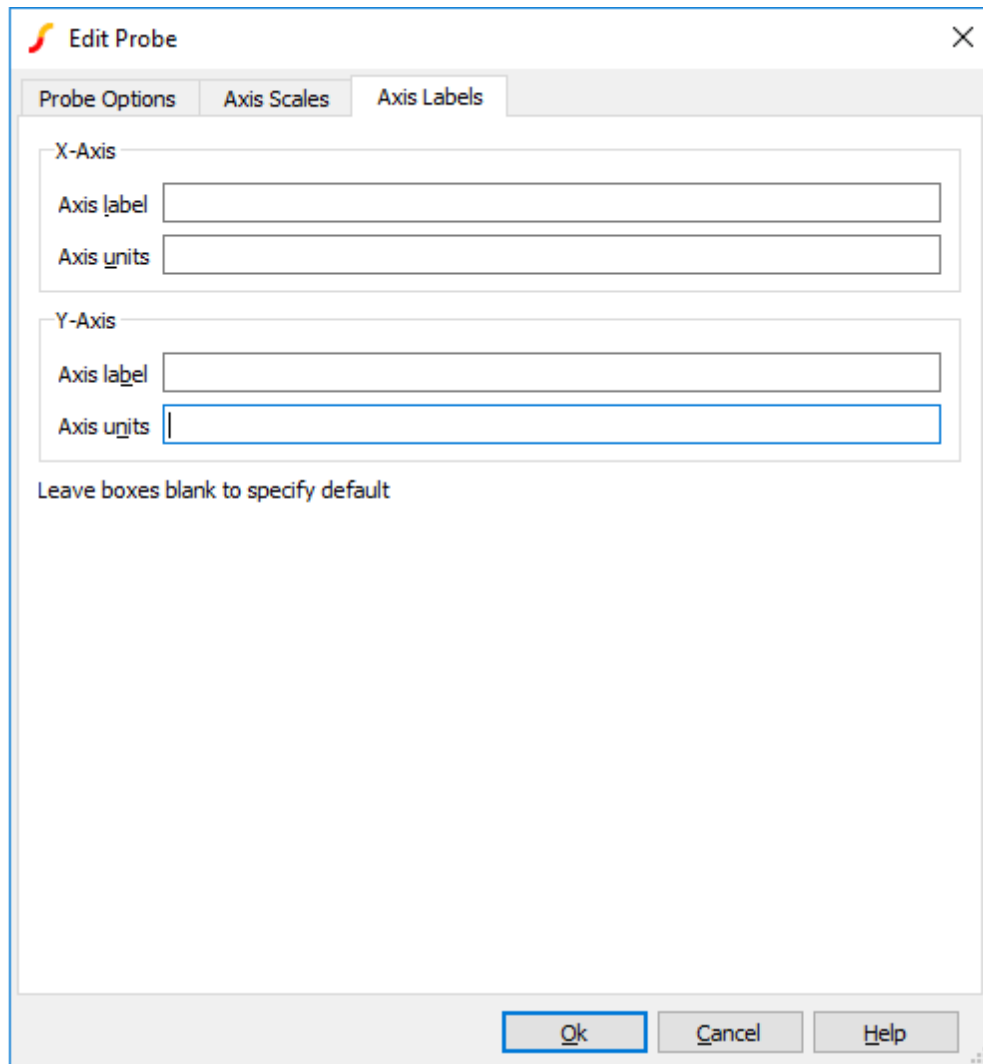 Edit Probe
Probe Options Axis Scales Axis Labels
X-Axis
Axis label
Axis units
Y-Axis
Axis label
Axis units
Leave boxes blank to specify default
Ok Cancel Help